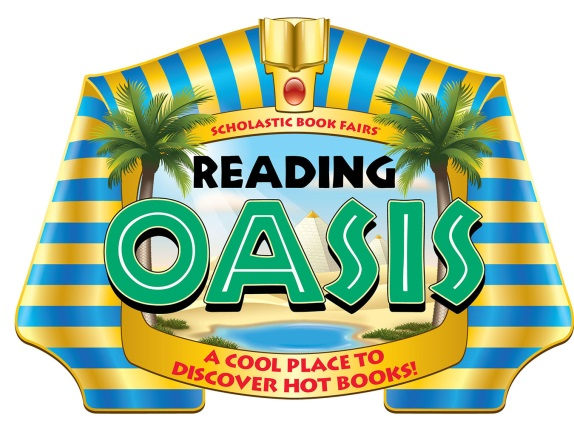 SCHOLASTIC BOOK FAIRS®
READING
OASIS
A COOL PLACE TO
DISCOVER HOT BOOKS!